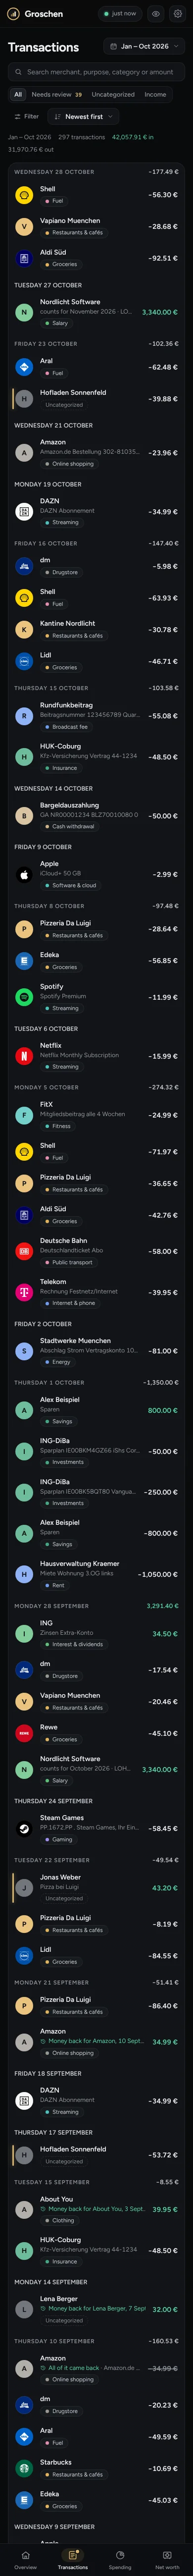 Groschen
just now
Transactions
Jan – Oct 2026
Search merchant, purpose, category or amount
All
Needs review 39
Uncategorized
Income
Filter
Newest first
Jan – Oct 2026 297 transactions 42,057.91 € in
31,970.76 € out
WEDNESDAY 28 OCTOBER −177.49 €
Shell
Fuel
−56.30 €
Vapiano Muenchen
Restaurants & cafés
−28.68 €
Aldi Süd
Groceries
−92.51 €
TUESDAY 27 OCTOBER
Nordlicht Software
counts for November 2026 · LO…
Salary
3,340.00 €
FRIDAY 23 OCTOBER −102.36 €
Aral
Fuel
−62.48 €
H
Hofladen Sonnenfeld
Uncategorized
−39.88 €
WEDNESDAY 21 OCTOBER
Amazon
Amazon.de Bestellung 302-81035…
Online shopping
−23.96 €
MONDAY 19 OCTOBER
DAZN
DAZN Abonnement
Streaming
−34.99 €
FRIDAY 16 OCTOBER −147.40 €
dm
Drugstore
−5.98 €
Shell
Fuel
−63.93 €
Kantine Nordlicht
Restaurants & cafés
−30.78 €
Lidl
Groceries
−46.71 €
THURSDAY 15 OCTOBER −103.58 €
Rundfunkbeitrag
Beitragsnummer 123456789 Quar…
Broadcast fee
−55.08 €
HUK-Coburg
Kfz-Versicherung Vertrag 44-1234
Insurance
−48.50 €
WEDNESDAY 14 OCTOBER
Bargeldauszahlung
GA NR00001234 BLZ70010080 0
Cash withdrawal
−50.00 €
FRIDAY 9 OCTOBER
Apple
iCloud+ 50 GB
Software & cloud
−2.99 €
THURSDAY 8 OCTOBER −97.48 €
Pizzeria Da Luigi
Restaurants & cafés
−28.64 €
Edeka
Groceries
−56.85 €
Spotify
Spotify Premium
Streaming
−11.99 €
TUESDAY 6 OCTOBER
Netflix
Netflix Monthly Subscription
Streaming
−15.99 €
MONDAY 5 OCTOBER −274.32 €
FitX
Mitgliedsbeitrag alle 4 Wochen
Fitness
−24.99 €
Shell
Fuel
−71.97 €
Pizzeria Da Luigi
Restaurants & cafés
−36.65 €
Aldi Süd
Groceries
−42.76 €
Deutsche Bahn
Deutschlandticket Abo
Public transport
−58.00 €
Telekom
Rechnung Festnetz/Internet
Internet & phone
−39.95 €
FRIDAY 2 OCTOBER
Stadtwerke Muenchen
Abschlag Strom Vertragskonto 10…
Energy
−81.00 €
THURSDAY 1 OCTOBER −1,350.00 €
Alex Beispiel
Sparen
Savings
800.00 €
ING-DiBa
Sparplan IE00BKM4GZ66 iShs Cor…
Investments
−50.00 €
ING-DiBa
Sparplan IE00BK5BQT80 Vangua…
Investments
−250.00 €
Alex Beispiel
Sparen
Savings
−800.00 €
Hausverwaltung Kraemer
Miete Wohnung 3.OG links
Rent
−1,050.00 €
MONDAY 28 SEPTEMBER 3,291.40 €
ING
Zinsen Extra-Konto
Interest & dividends
34.50 €
dm
Drugstore
−17.54 €
Vapiano Muenchen
Restaurants & cafés
−20.46 €
Rewe
Groceries
−45.10 €
Nordlicht Software
counts for October 2026 · LOH…
Salary
3,340.00 €
THURSDAY 24 SEPTEMBER
Steam Games
PP.1672.PP . Steam Games, Ihr Ein…
Gaming
−58.45 €
TUESDAY 22 SEPTEMBER −49.54 €
Jonas Weber
Pizza bei Luigi
Uncategorized
43.20 €
Pizzeria Da Luigi
Restaurants & cafés
−8.19 €
Lidl
Groceries
−84.55 €
MONDAY 21 SEPTEMBER −51.41 €
Pizzeria Da Luigi
Restaurants & cafés
−86.40 €
Amazon
Money back for Amazon, 10 Sept…
Online shopping
34.99 €
FRIDAY 18 SEPTEMBER
DAZN
DAZN Abonnement
Streaming
−34.99 €
THURSDAY 17 SEPTEMBER
Hofladen Sonnenfeld
Uncategorized
−53.72 €
TUESDAY 15 SEPTEMBER −8.55 €
About You
Money back for About You, 3 Sept…
Clothing
39.95 €
HUK-Coburg
Kfz-Versicherung Vertrag 44-1234
Insurance
−48.50 €
MONDAY 14 SEPTEMBER
Lena Berger
Money back for Lena Berger, 7 Sept
Uncategorized
32.00 €
THURSDAY 10 SEPTEMBER −160.53 €
Amazon
All of it came back · Amazon.de …
Online shopping
−34.99 €
dm
Drugstore
−20.23 €
Aral
Fuel
−49.59 €
Starbucks
Restaurants & cafés
−10.69 €
Edeka
Groceries
−45.03 €
WEDNESDAY 9 SEPTEMBER
Overview
Transactions
Spending
Net worth